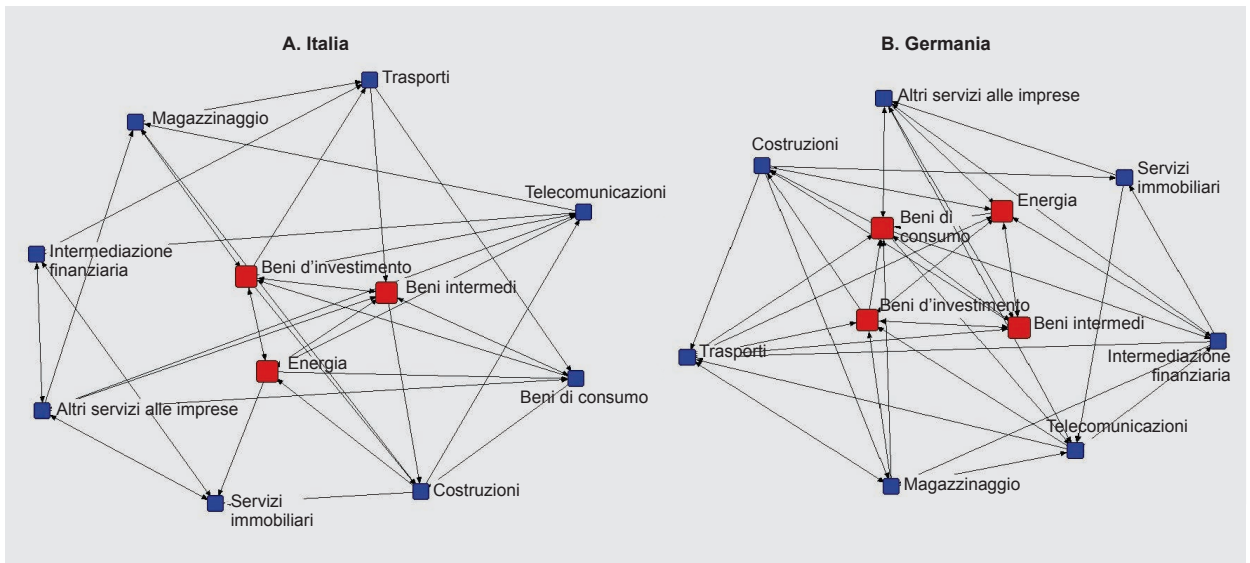 A. Italia
Trasporti
Magazzinaggio
Telecomunicazioni
Intermediazione
finanziaria
Beni d'investimento
Beni intermedi
Energia
Beni di consumo
Altri servizi alle imprese
Costruzioni
Servizi
immobiliari
B. Germania
Altri servizi alle imprese
Costruzioni
Servizi
immobiliari
Energia
Beni di
consumo
Beni d'investimento
Beni intermedi
Trasporti
Intermediazione
finanziaria
Telecomunicazioni
Magazzinaggio